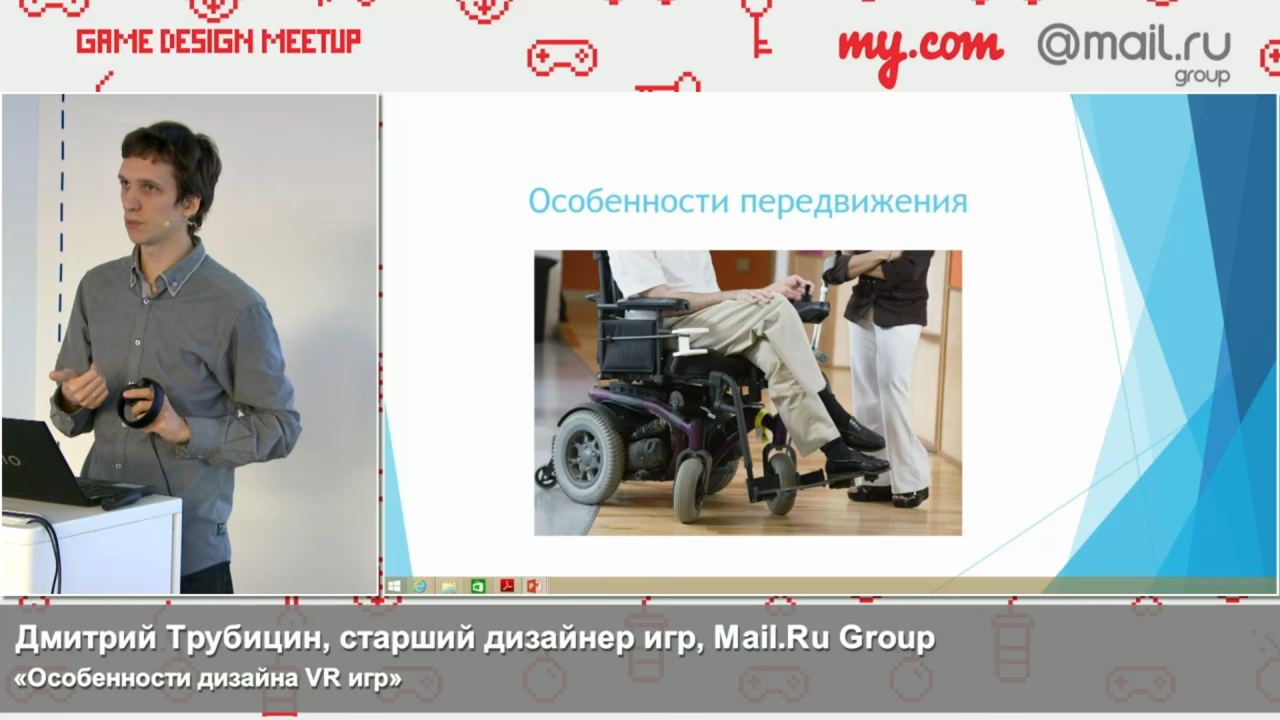 GAME DESIGN MEETUP
my.com
@mail.ru
group
Особенности передвижения
Дмитрий Трубицин, старший дизайнер игр, Mail.Ru Group
«Особенности дизайна VR игр»